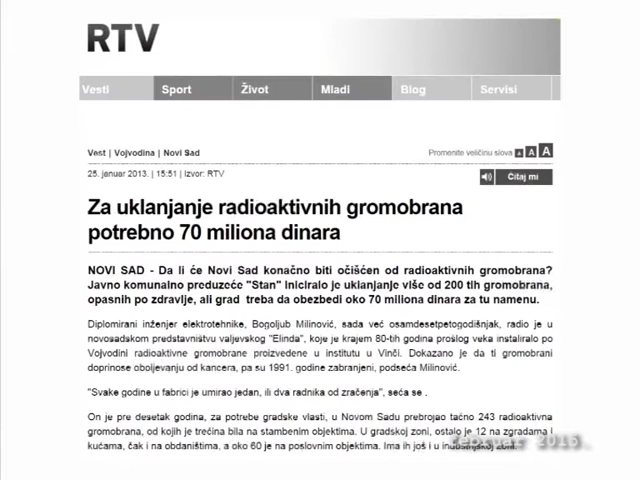 RTV
Vesti Sport Život Mladi Blog Servisi
Vest | Vojvodina | Novi Sad
Promenite veličinu slova A A A
25. januar 2013. | 15:51 | Izvor: RTV
Čitaj mi
Za uklanjanje radioaktivnih gromobrana
potrebno 70 miliona dinara
NOVI SAD - Da li će Novi Sad konačno biti očišćen od radioaktivnih gromobrana?
Javno komunalno preduzeće "Stan" iniciralo je uklanjanje više od 200 tih gromobrana,
opasnih po zdravlje, ali grad treba da obezbedi oko 70 miliona dinara za tu namenu.
Diplomirani inženjer elektrotehnike, Bogoljub Milinović, sada već osamdesetpetogodišnjak, radio je u
novosadskom predstavništvu valjevskog "Elinda", koje je krajem 80-tih godina prošlog veka instaliralo po
Vojvodini radioaktivne gromobrane proizvedene u institutu u Vinči. Dokazano je da ti gromobrani
doprinose oboljevanju od kancera, pa su 1991. godine zabranjeni, podseća Milinović.
"Svake godine u fabrici je umirao jedan, ili dva radnika od zračenja", seća se .
On je pre desetak godina, za potrebe gradske vlasti, u Novom Sadu prebrojao tačno 243 radioaktivna
gromobrana, od kojih je trećina bila na stambenim objektima. U gradskoj zoni, ostalo je 12 na zgradama i
kućama, čak i na obdaništima, a oko 60 je na poslovnim objektima. Ima ih još i u industrijskoj zoni.
februar 2015.